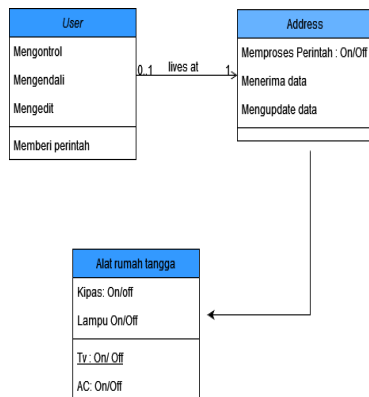 User
Mengontrol
Mengendali
Mengedit
Memberi perintah
0..1 lives at 1
Address
Memproses Perintah : On/Off
Menerima data
Mengupdate data
Alat rumah tangga
Kipas: On/off
Lampu On/Off
Tv : On/ Off
AC: On/Off